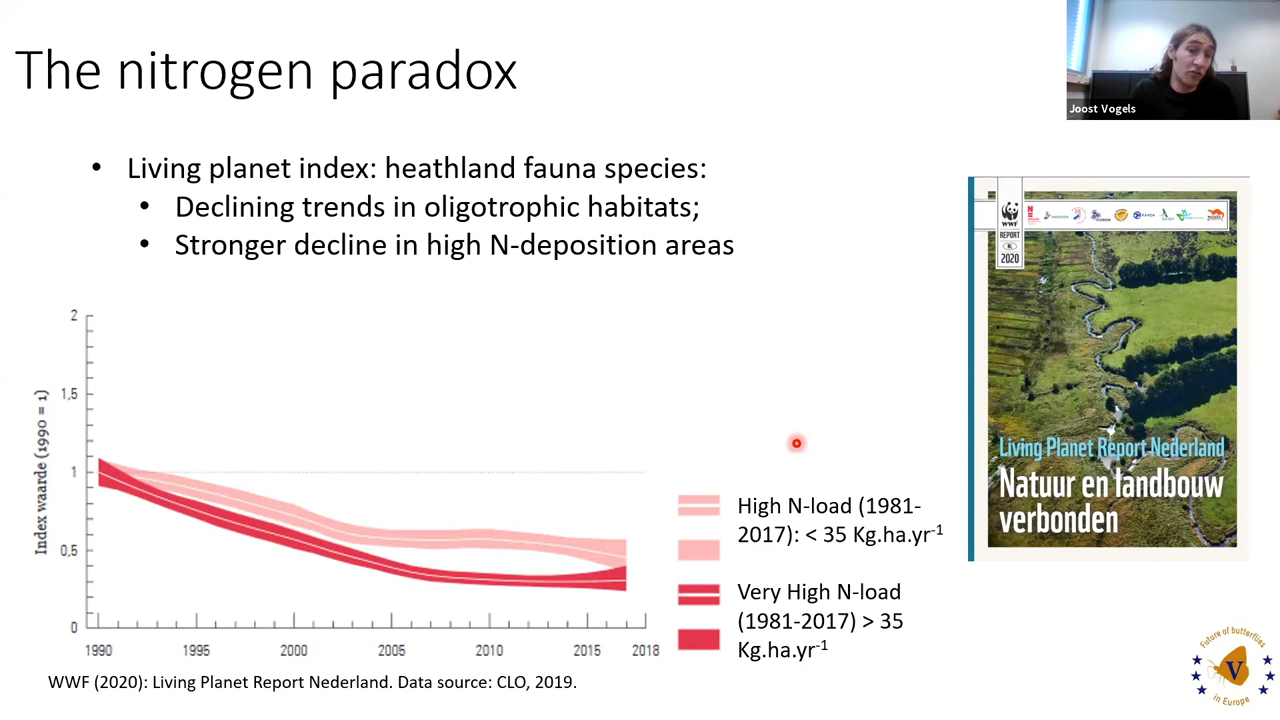 The nitrogen paradox
Joost Vogels
• Living planet index: heathland fauna species:
• Declining trends in oligotrophic habitats;
• Stronger decline in high N-deposition areas
WWF
REPORT
NL
2020
Living Planet Report Nederland
Natuur en landbouw
verbonden
Index waarde (1990 = 1)
2
1,5
1
0,5
0
1990 1995 2000 2005 2010 2015 2018
High N-load (1981-
2017): < 35 Kg.ha.yr-1
Very High N-load
(1981-2017) > 35
Kg.ha.yr-1
WWF (2020): Living Planet Report Nederland. Data source: CLO, 2019.
Future of butterflies
V
in Europe